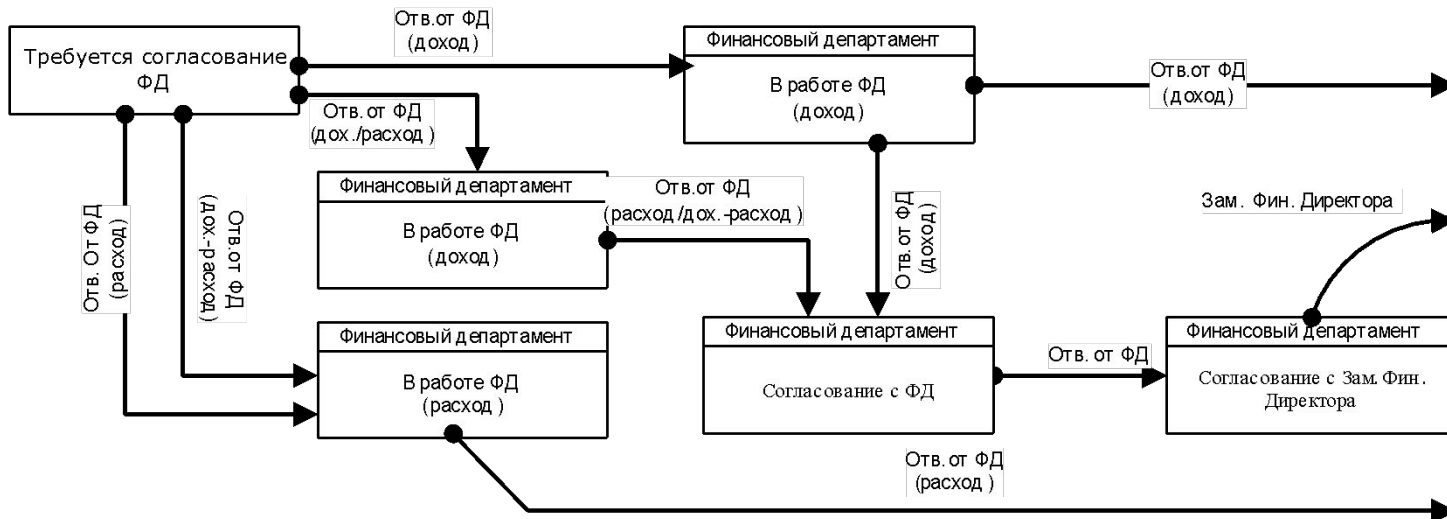 Требуется согласование
ФД
Отв.от ФД
(доход)
Финансовый департамент
В работе ФД
(доход)
Отв.от ФД
(доход)
Отв.от ФД
(дох./расход )
Финансовый департамент
В работе ФД
(доход)
Отв.от ФД
(расход /дох.-расход )
Отв.от ФД
(доход)
Зам. Фин. Директора
Отв. От ФД
(расход)
Отв.от ФД
(дох.-расход)
Финансовый департамент
В работе ФД
(расход )
Финансовый департамент
Согласование с ФД
Отв. от ФД
Финансовый департамент
Согласование с Зам. Фин.
Директора
Отв.от ФД
(расход )